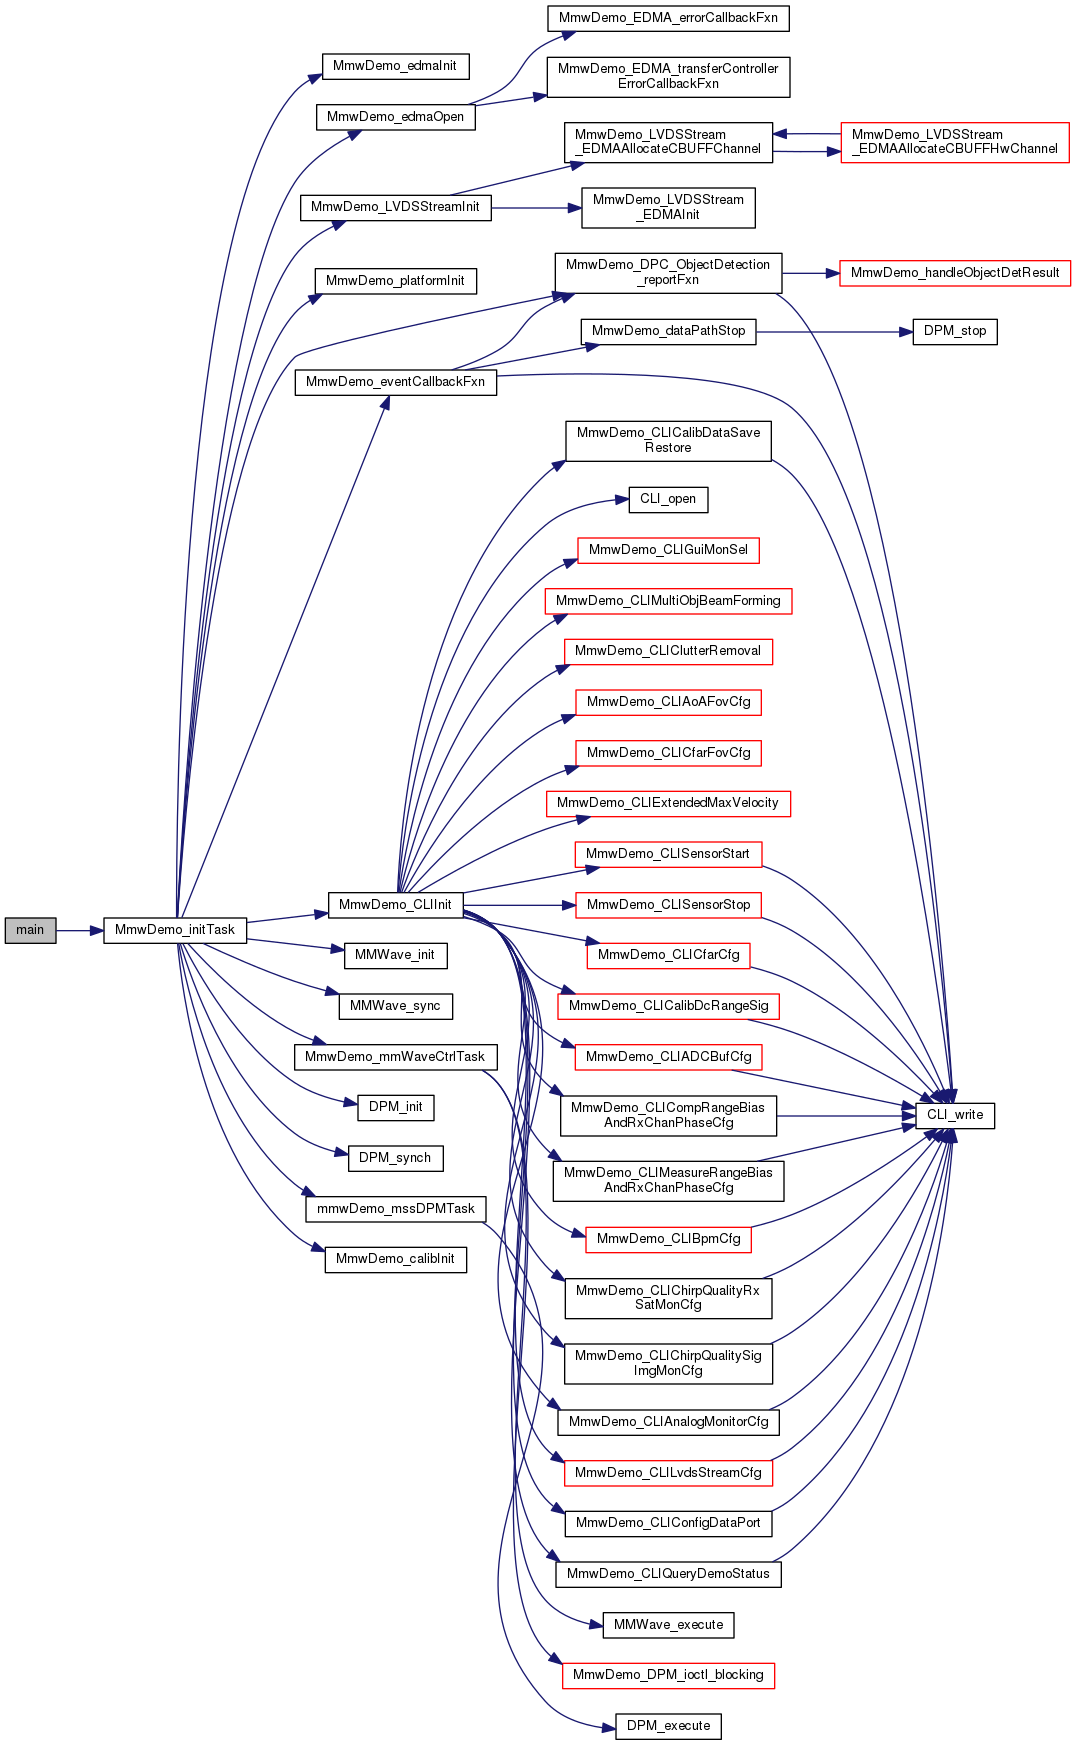 MmwDemo_EDMA_errorCallbackFxn
MmwDemo_edmaInit
MmwDemo_EDMA_transferController
ErrorCallbackFxn
MmwDemo_edmaOpen
MmwDemo_LVDSStream
_EDMAAllocateCBUFFChannel
MmwDemo_LVDSStream
_EDMAAllocateCBUFFHwChannel
MmwDemo_LVDSStreamInit
MmwDemo_LVDSStream
_EDMAInit
MmwDemo_platformInit
MmwDemo_DPC_ObjectDetection
_reportFxn
MmwDemo_handleObjectDetResult
MmwDemo_dataPathStop
DPM_stop
MmwDemo_eventCallbackFxn
MmwDemo_CLICalibDataSave
Restore
CLI_open
MmwDemo_CLIGuiMonSel
MmwDemo_CLIMultiObjBeamForming
MmwDemo_CLIClutterRemoval
MmwDemo_CLIAoAFovCfg
MmwDemo_CLICfarFovCfg
MmwDemo_CLIExtendedMaxVelocity
MmwDemo_CLISensorStart
MmwDemo_CLIInit
MmwDemo_CLISensorStop
main
MmwDemo_initTask
MMWave_init
MmwDemo_CLICfarCfg
MMWave_sync
MmwDemo_CLICalibDcRangeSig
MmwDemo_mmWaveCtrlTask
MmwDemo_CLIADCBufCfg
DPM_init
MmwDemo_CLICompRangeBias
AndRxChanPhaseCfg
CLI_write
DPM_synch
MmwDemo_CLIMeasureRangeBias
AndRxChanPhaseCfg
mmwDemo_mssDPMTask
MmwDemo_CLIBpmCfg
MmwDemo_calibInit
MmwDemo_CLIChirpQualityRx
SatMonCfg
MmwDemo_CLIChirpQualitySig
ImgMonCfg
MmwDemo_CLIAnalogMonitorCfg
MmwDemo_CLILvdsStreamCfg
MmwDemo_CLIConfigDataPort
MmwDemo_CLIQueryDemoStatus
MMWave_execute
MmwDemo_DPM_ioctl_blocking
DPM_execute